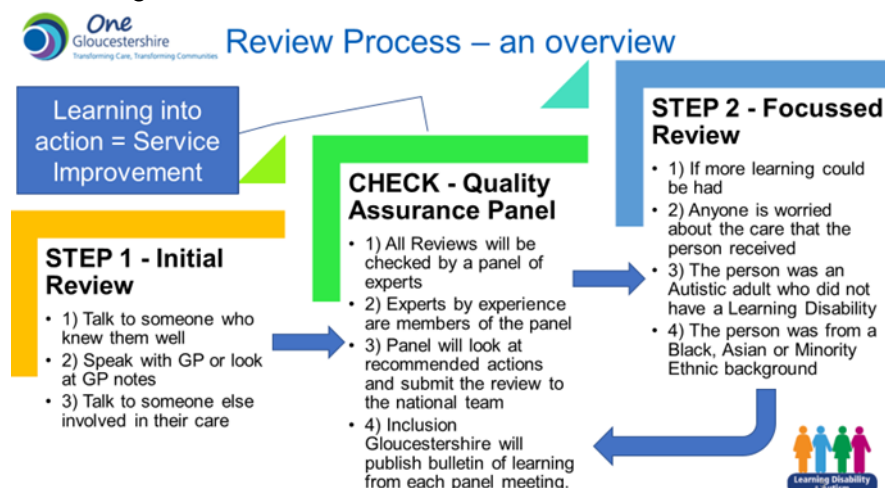 One
Gloucestershire
Transforming Care, Transforming Communities
Review Process – an overview
Learning into
action = Service
Improvement
STEP 1 - Initial
Review
• 1) Talk to someone who
knew them well
• 2) Speak with GP or look
at GP notes
• 3) Talk to someone else
involved in their care
CHECK - Quality
Assurance Panel
• 1) All Reviews will be
checked by a panel of
experts
• 2) Experts by experience
are members of the panel
• 3) Panel will look at
recommended actions
and submit the review to
the national team
• 4) Inclusion
Gloucestershire will
publish bulletin of learning
from each panel meeting.
STEP 2 - Focussed
Review
• 1) If more learning could
be had
• 2) Anyone is worried
about the care that the
person received
• 3) The person was an
Autistic adult who did not
have a Learning Disability
• 4) The person was from a
Black, Asian or Minority
Ethnic background
Learning Disability